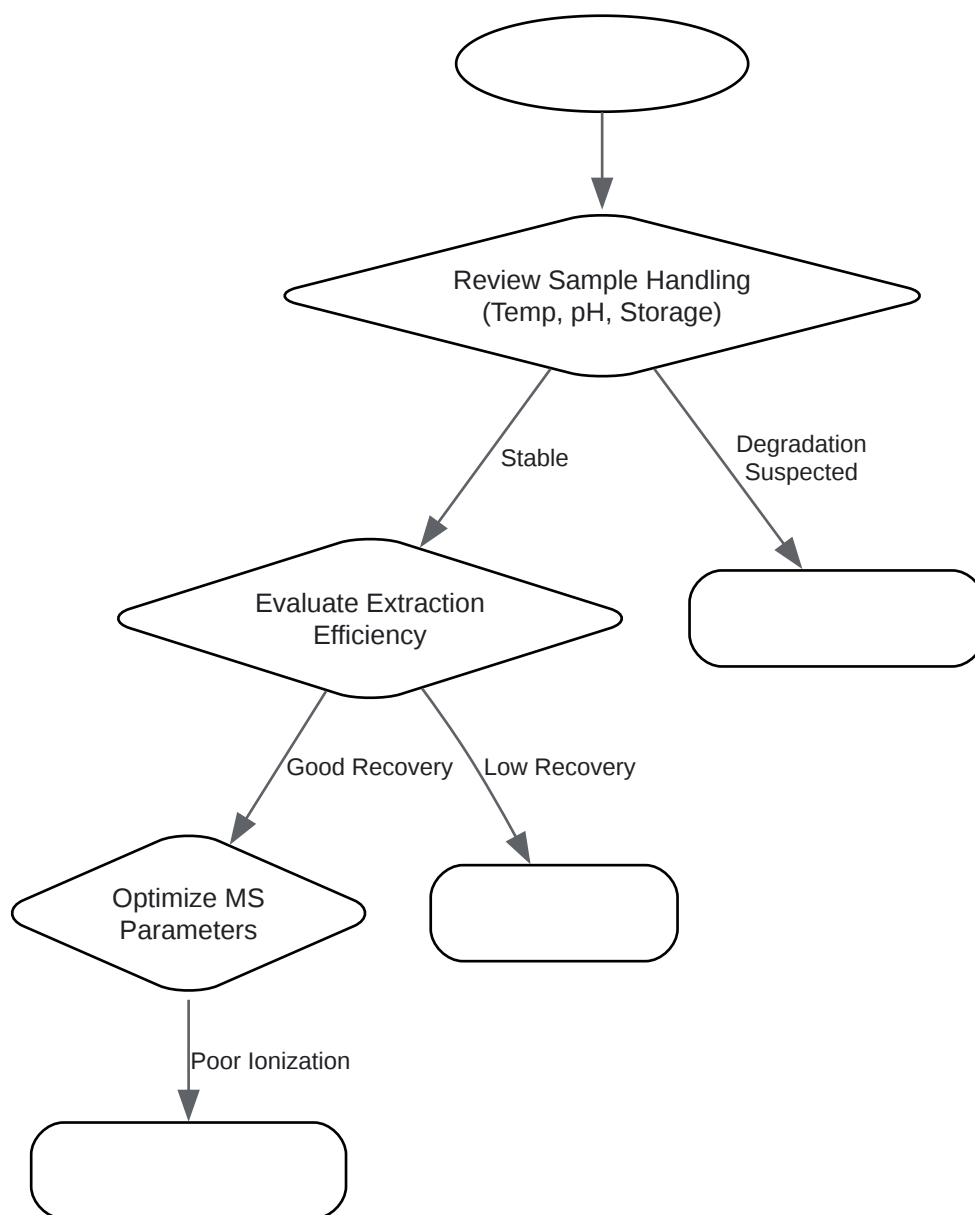 Review Sample Handling
(Temp, pH, Storage)
Stable
Degradation
Suspected
Evaluate Extraction
Efficiency
Good Recovery
Low Recovery
Optimize MS
Parameters
Poor Ionization